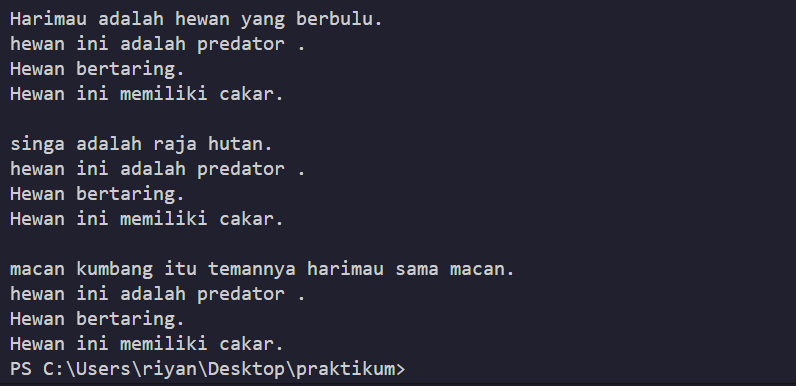 Harimau adalah hewan yang berbulu.
hewan ini adalah predator .
Hewan bertaring.
Hewan ini memiliki cakar.

singa adalah raja hutan.
hewan ini adalah predator .
Hewan bertaring.
Hewan ini memiliki cakar.

macan kumbang itu temannya harimau sama macan.
hewan ini adalah predator .
Hewan bertaring.
Hewan ini memiliki cakar.
PS C:\Users\riyan\Desktop\praktikum>